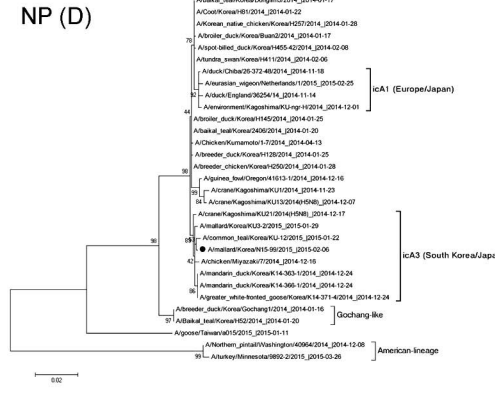 NP (D)
A/Coot/Korea/H81/2014_|2014-01-22
A/Korean_native_chicken/Korea/H257/2014_|2014-01-28
A/broiler_duck/Korea/Buan2/2014_|2014-01-17
78
A/spot-billed_duck/Korea/H455-42/2014_|2014-02-08
A/tundra_swan/Korea/H411/2014_|2014-02-06
A/duck/Chiba/26-372-48/2014_|2014-11-18
A/eurasian_wigeon/Netherlands/1/2015_|2015-02-25
icA1 (Europe/Japan)
A/duck/England/36254/14_|2014-11-14
A/environment/Kagoshima/KU-ngr-H/2014_|2014-12-01
44
A/broiler_duck/Korea/H145/2014_|2014-01-25
A/baikal_teal/Korea/2406/2014_|2014-01-20
A/Chicken/Kumamoto/1-7/2014_|2014-04-13
A/breeder_duck/Korea/H128/2014_|2014-01-25
A/breeder_chicken/Korea/H250/2014_|2014-01-28
98
A/guinea_fowl/Oregon/41613-1/2014_|2014-12-16
99
A/crane/Kagoshima/KU1/2014_|2014-11-23
84
A/crane/Kagoshima/KU13/2014(H5N8)_|2014-12-07
A/crane/Kagoshima/KU21/2014(H5N8)_|2014-12-17
A/mallard/Korea/KU3-2/2015_|2015-01-29
98
A/common_teal/Korea/KU-12/2015_|2015-01-22
A/mallard/Korea/N15-99/2015_|2015-02-06
icA3 (South Korea/Japa
42
A/chicken/Miyazaki/7/2014_|2014-12-16
A/mandarin_duck/Korea/K14-363-1/2014_|2014-12-24
A/mandarin_duck/Korea/K14-366-1/2014_|2014-12-24
86
A/greater_white-fronted_goose/Korea/K14-371-4/2014_|2014-12-24
A/breeder_duck/Korea/Gochang1/2014_|2014-01-16
Gochang-like
97
A/Baikal_teal/Korea/H52/2014_|2014-01-20
A/goose/Taiwan/a015/2015_|2015-01-11
A/Northern_pintail/Washington/40964/2014_|2014-12-08
American-lineage
99
A/turkey/Minnesota/9892-2/2015_|2015-03-26
0.02